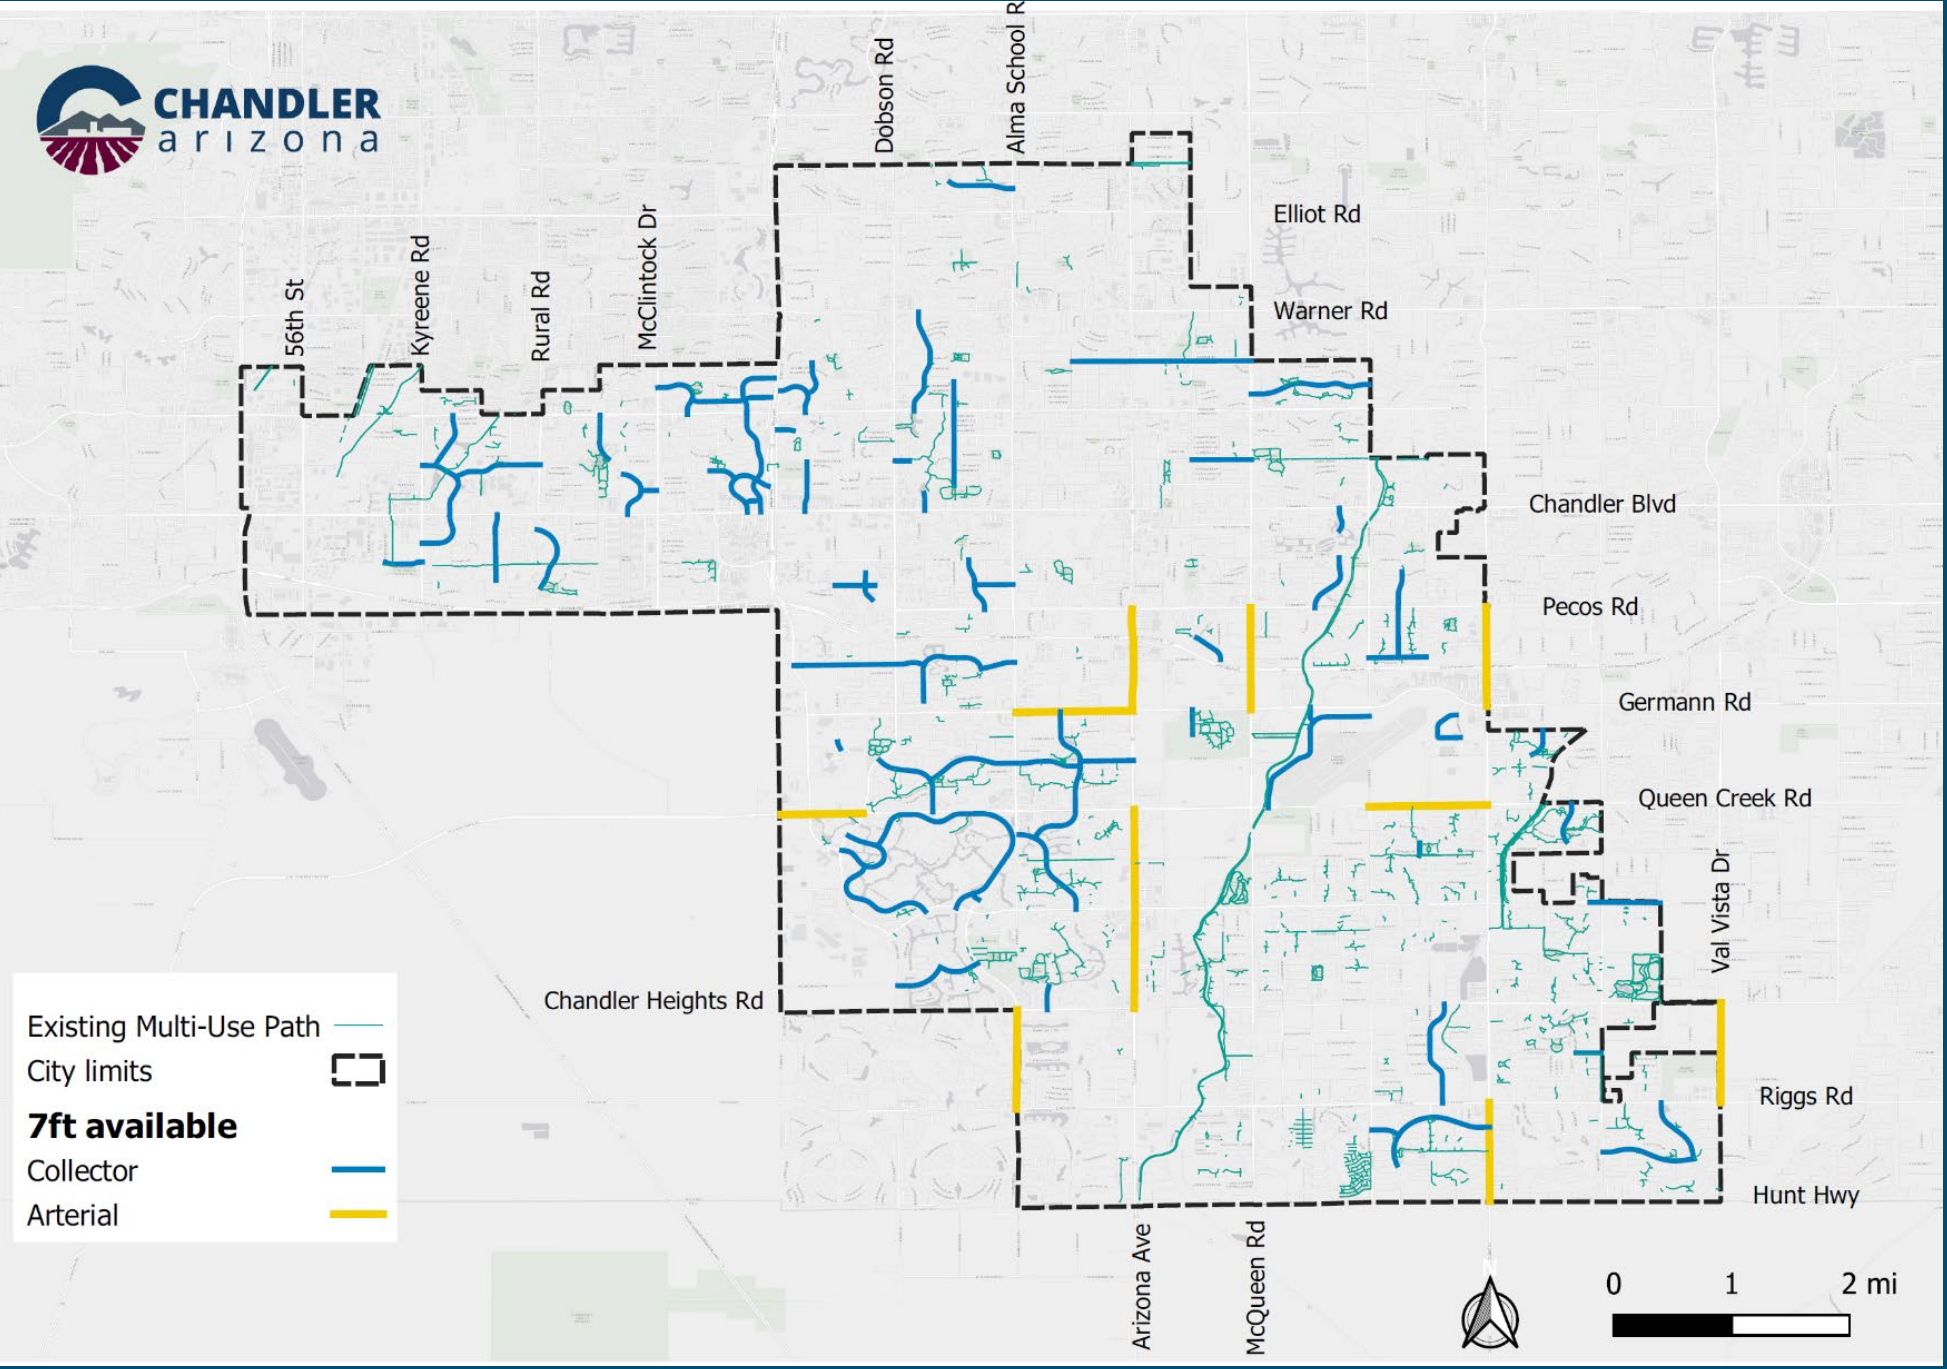 CHANDLER
arizona
Dobson Rd
Alma School R
Elliot Rd
Warner Rd
56th St
Kyreene Rd
Rural Rd
McClintock Dr
Chandler Blvd
Pecos Rd
Germann Rd
Queen Creek Rd
Val Vista Dr
Chandler Heights Rd
Riggs Rd
Hunt Hwy
Arizona Ave
McQueen Rd
Existing Multi-Use Path
City limits
7ft available
Collector
Arterial
N
0 1 2 mi